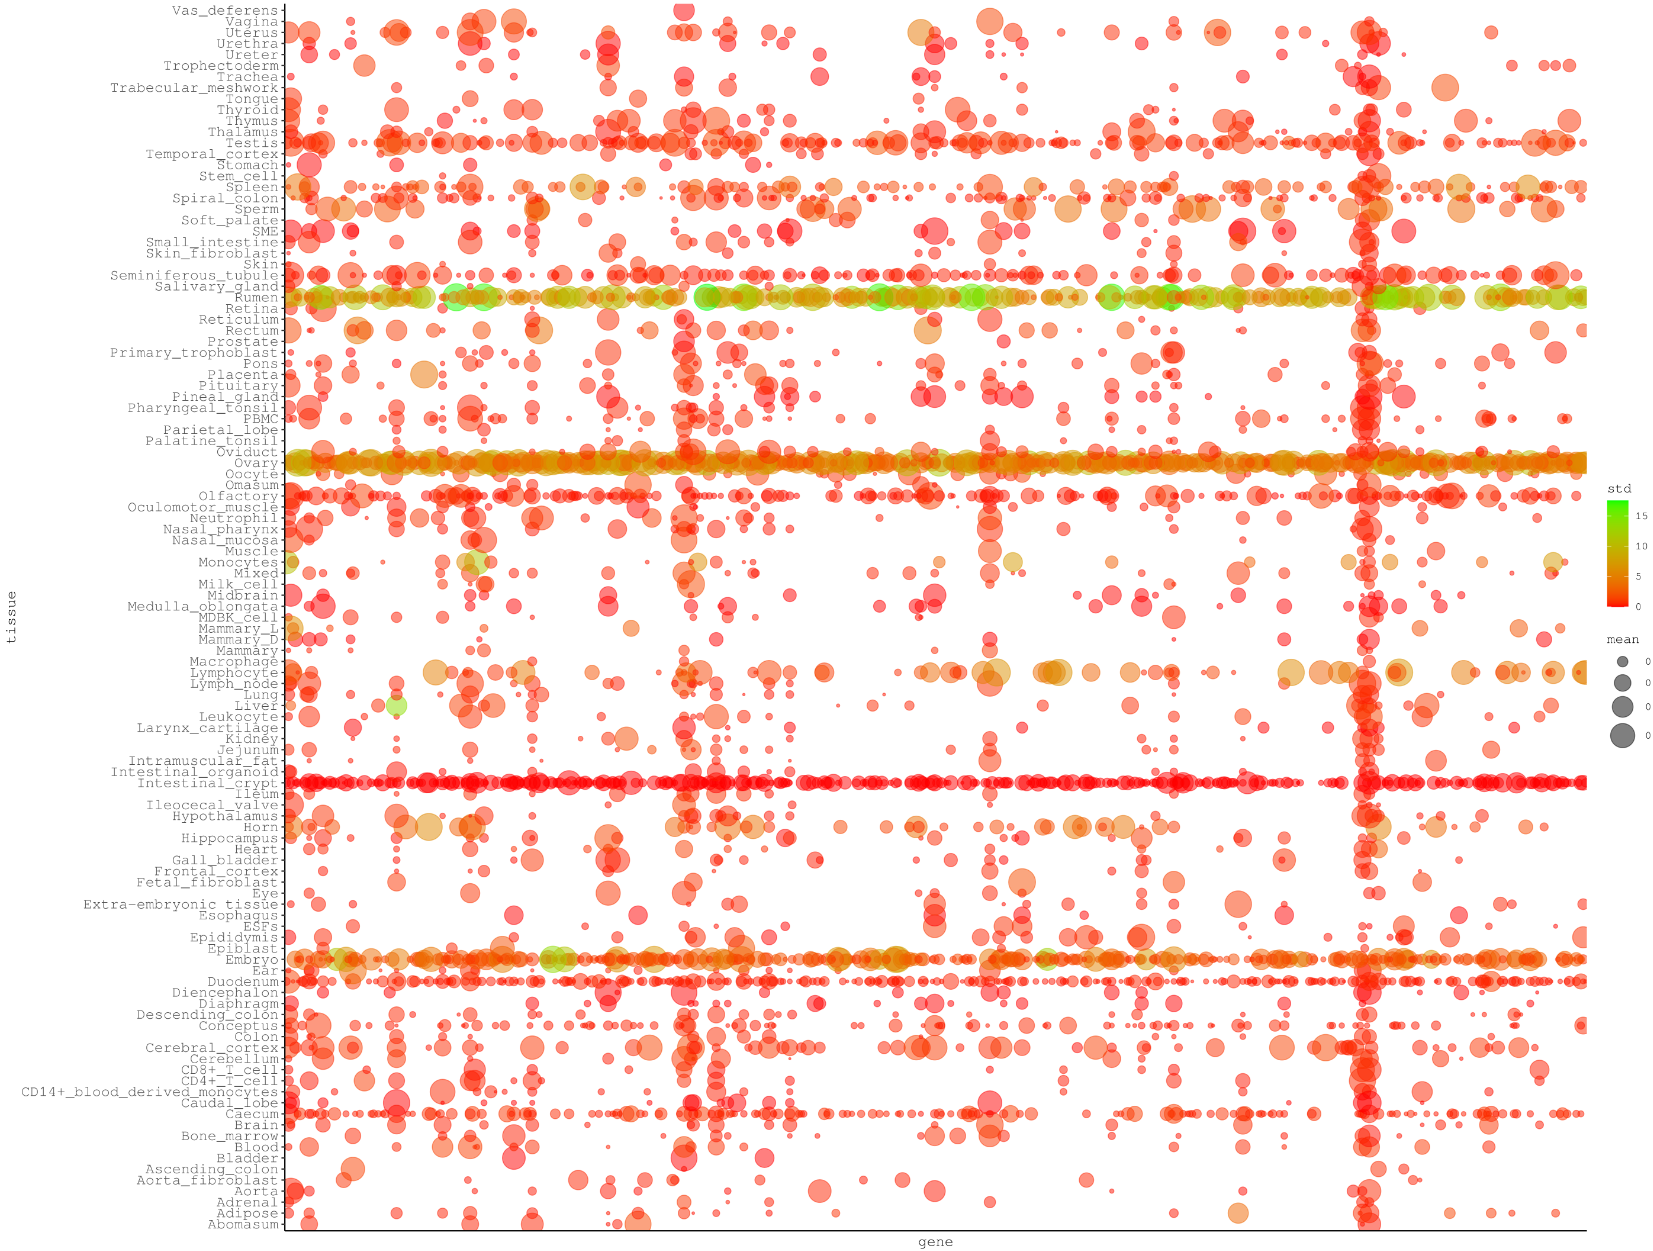 Vas_deferens
Vagina
Uterus
Urethra
Ureter
Trophectoderm
Trachea
Trabecular_meshwork
Tongue
Thyroid
Thymus
Thalamus
Testis
Temporal_cortex
Stomach
Stem_cell
Spleen
Spiral_colon
Sperm
Soft_palate
SME
Small_intestine
Skin_fibroblast
Skin
Seminiferous_tubule
Salivary_gland
Rumen
Retina
Reticulum
Rectum
Prostate
Primary_trophoblast
Pons
Placenta
Pituitary
Pineal_gland
Pharyngeal_tonsil
PBMC
Parietal_lobe
Palatine_tonsil
Oviduct
Ovary
Oocyte
Omasum
Olfactory
Oculomotor_muscle
Neutrophil
Nasal_pharynx
Nasal_mucosa
Muscle
Monocytes
Mixed
Milk_cell
Midbrain
Medulla_oblongata
MDBK_cell
Mammary_L
Mammary_D
Mammary
Macrophage
Lymphocyte
Lymph_node
Lung
Liver
Leukocyte
Larynx_cartilage
Kidney
Jejunum
Intramuscular_fat
Intestinal_organoid
Intestinal_crypt
Ileum
Ileocecal_valve
Hypothalamus
Horn
Hippocampus
Heart
Gall_bladder
Frontal_cortex
Fetal_fibroblast
Eye
Extra-embryonic tissue
Esophagus
ESFs
Epididymis
Epiblast
Embryo
Ear
Duodenum
Diencephalon
Diaphragm
Descending_colon
Conceptus
Colon
Cerebral_cortex
Cerebellum
CD8+_T_cell
CD4+_T_cell
CD14+_blood_derived_monocytes
Caudal_lobe
Caecum
Brain
Bone_marrow
Blood
Bladder
Ascending_colon
Aorta_fibroblast
Aorta
Adrenal
Adipose
Abomasum
tissue
gene
std
15
10
5
0
mean
0
0
0
0